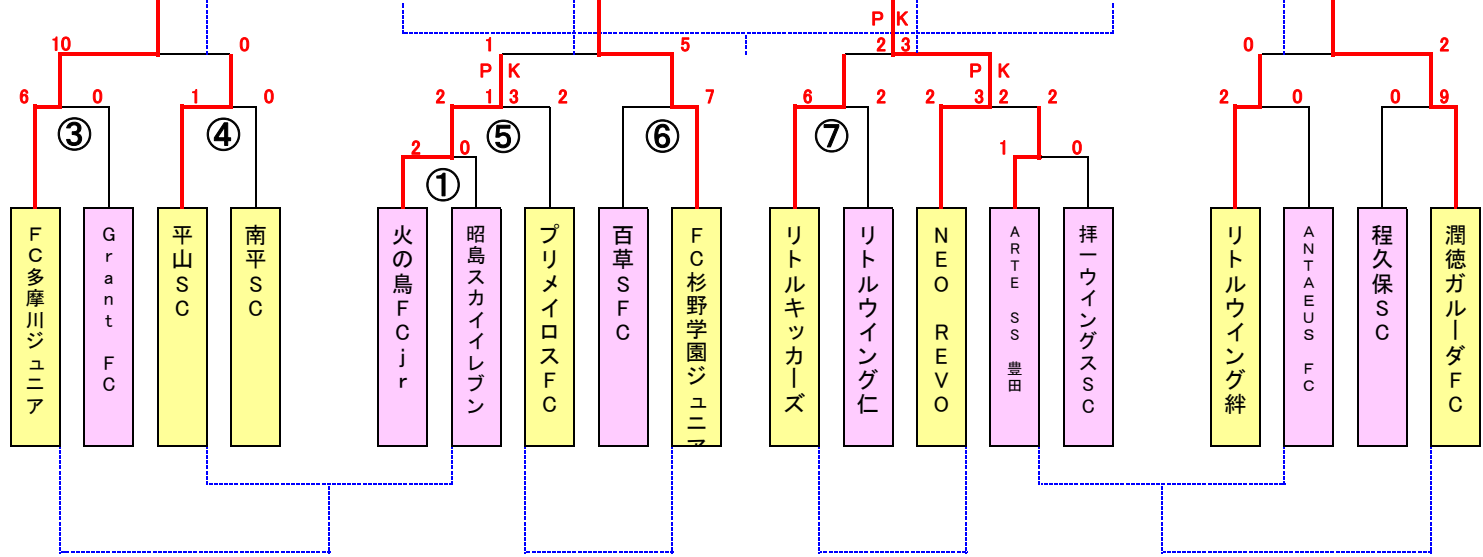 P K
10 0 1 5 2 3 0 2
P K P K
6 0 1 0 2 1 3 2 7 6 2 2 3 2 2 2 0 0 9
③ ④ ⑤ ⑥ ⑦
2 0 1 0
①
FC多摩川ジュニア
Grant FC
平山SC
南平SC
火の鳥FCjr
昭島スカイイレブン
プリメイロスFC
百草SFC
FC杉野学園ジュニア
リトルキッカーズ
リトルウイング仁
NEO REVO
ARTE SS 豊田
拝一ウイングスSC
リトルウイング絆
ANTAEUS FC
程久保SC
潤徳ガルーダFC